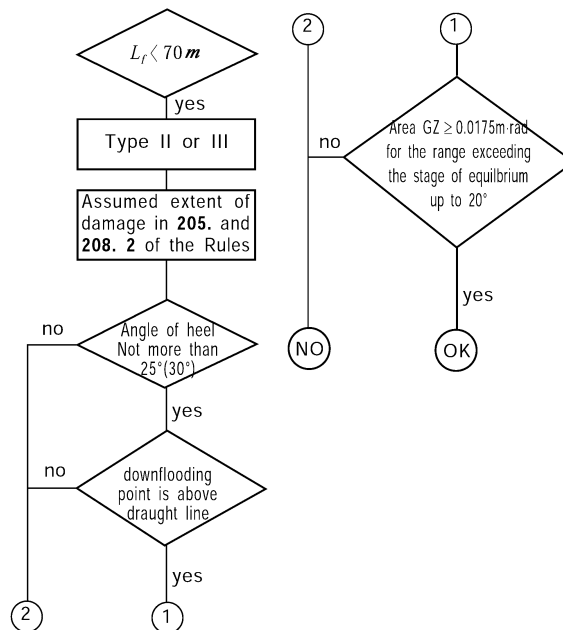 L_f < 70 m
yes
Type II or III
Assumed extent of
damage in 205. and
208. 2 of the Rules
no
Angle of heel
Not more than
25°(30°)
yes
no
downflooding
point is above
draught line
yes
2
1
2
1
no
Area GZ ≥ 0.0175m·rad
for the range exceeding
the stage of equilbrium
up to 20°
yes
NO
OK